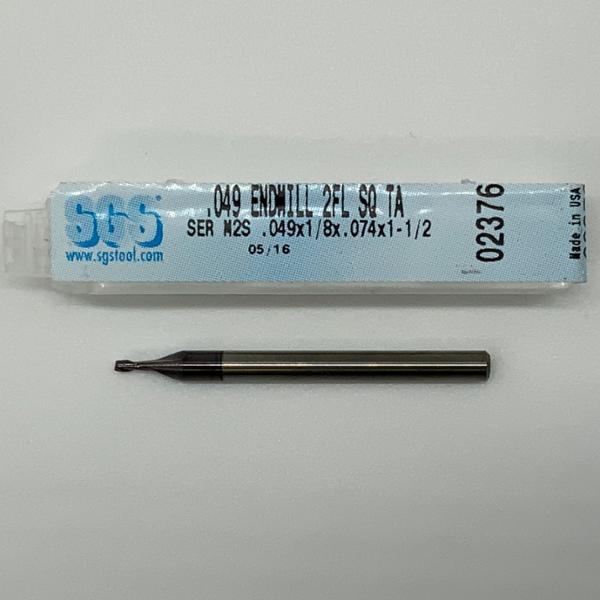 .049 ENDMILL 2FL SQ TA
SER M2S .049x1/8x.074x1-1/2
05/16
SGS
www.sgstool.com
02376
Made in USA